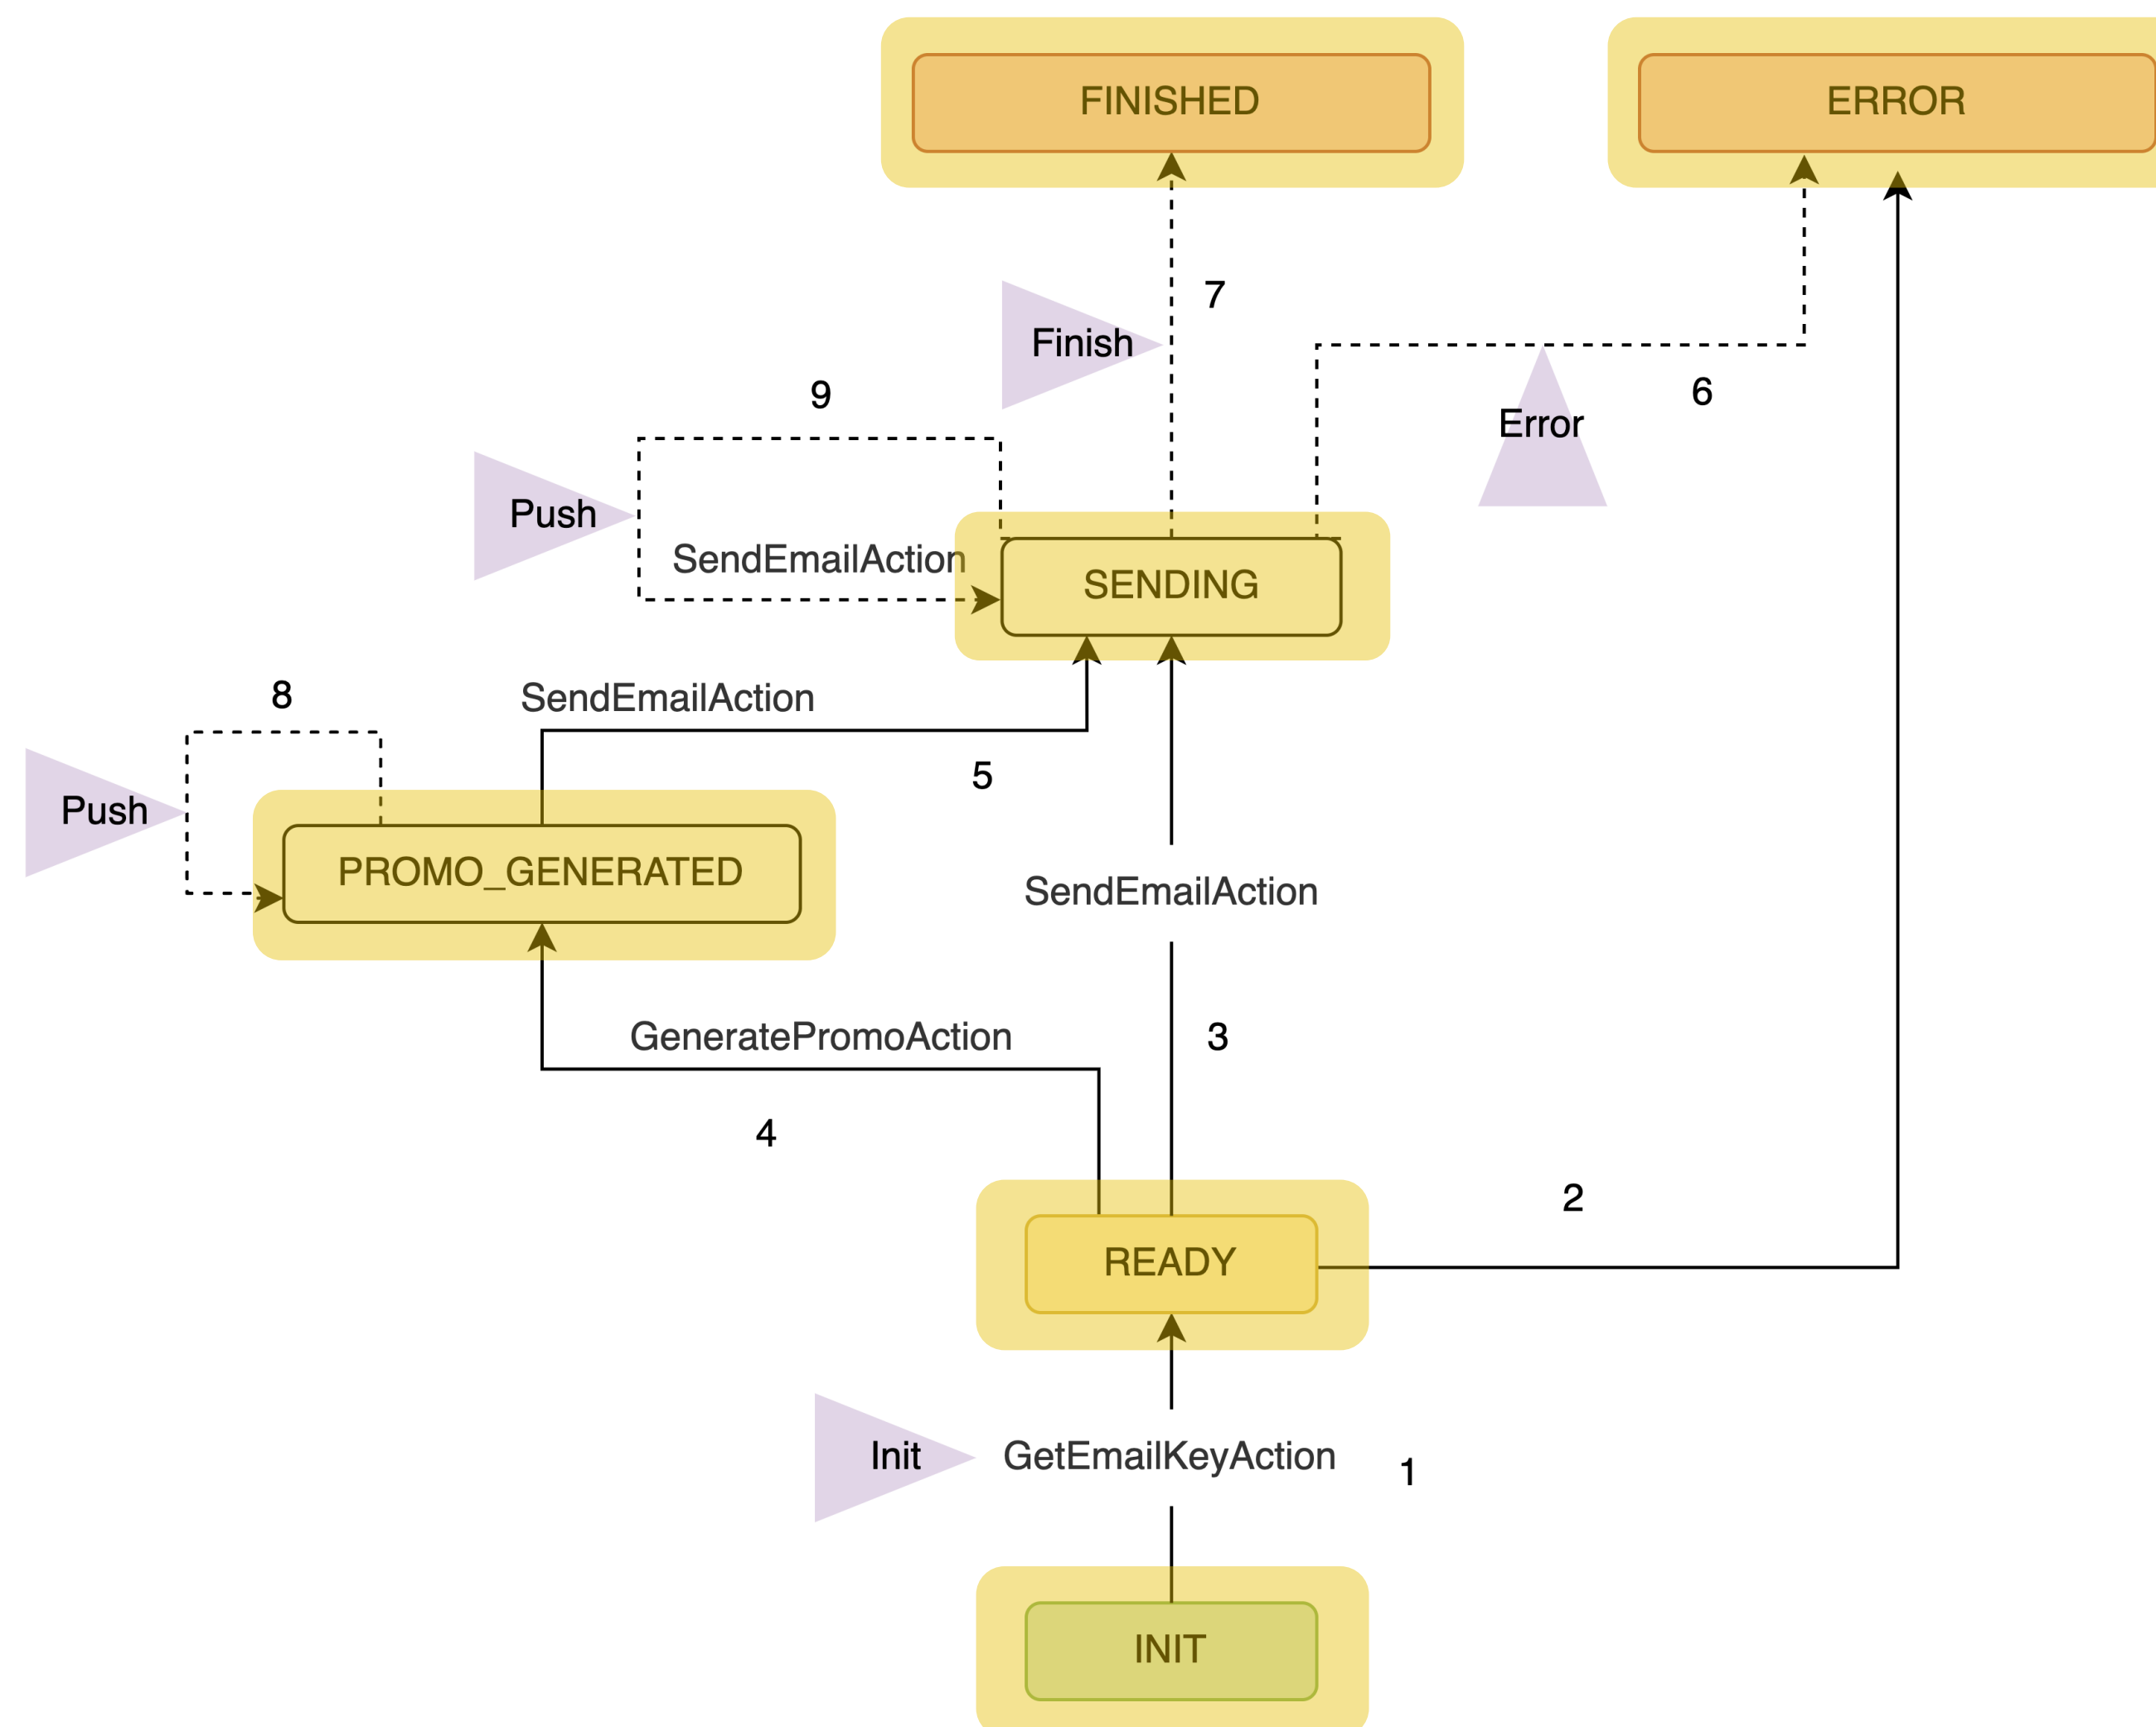 FINISHED
ERROR
7
Finish
9
6
Error
Push
SendEmailAction
SENDING
8
SendEmailAction
5
Push
PROMO_GENERATED
SendEmailAction
GeneratePromoAction
3
4
2
READY
Init
GetEmailKeyAction
1
INIT